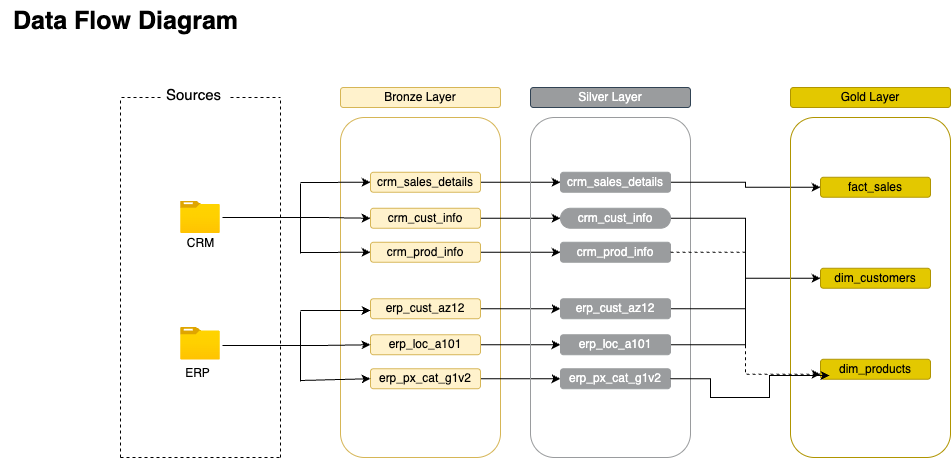 Data Flow Diagram
Sources
Bronze Layer
Silver Layer
Gold Layer
CRM
ERP
crm_sales_details
crm_cust_info
crm_prod_info
erp_cust_az12
erp_loc_a101
erp_px_cat_g1v2
crm_sales_details
crm_cust_info
crm_prod_info
erp_cust_az12
erp_loc_a101
erp_px_cat_g1v2
fact_sales
dim_customers
dim_products